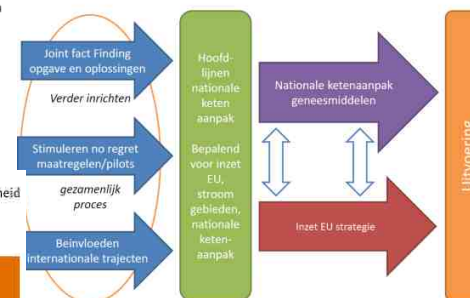 Joint fact Finding
opgave en oplossingen
Verder inrichten
Stimuleren no regret
maatregelen/pilots
gezamenlijk
proces
heid
Beinvloeden
internationale trajecten
Hoofd-
lijnen
nationale
keten
aanpak
Bepalend
voor inzet
EU,
stroom
gebieden,
nationale
keten-
aanpak
Nationale ketenaanpak
geneesmiddelen
Inzet EU strategie
Uitvoering